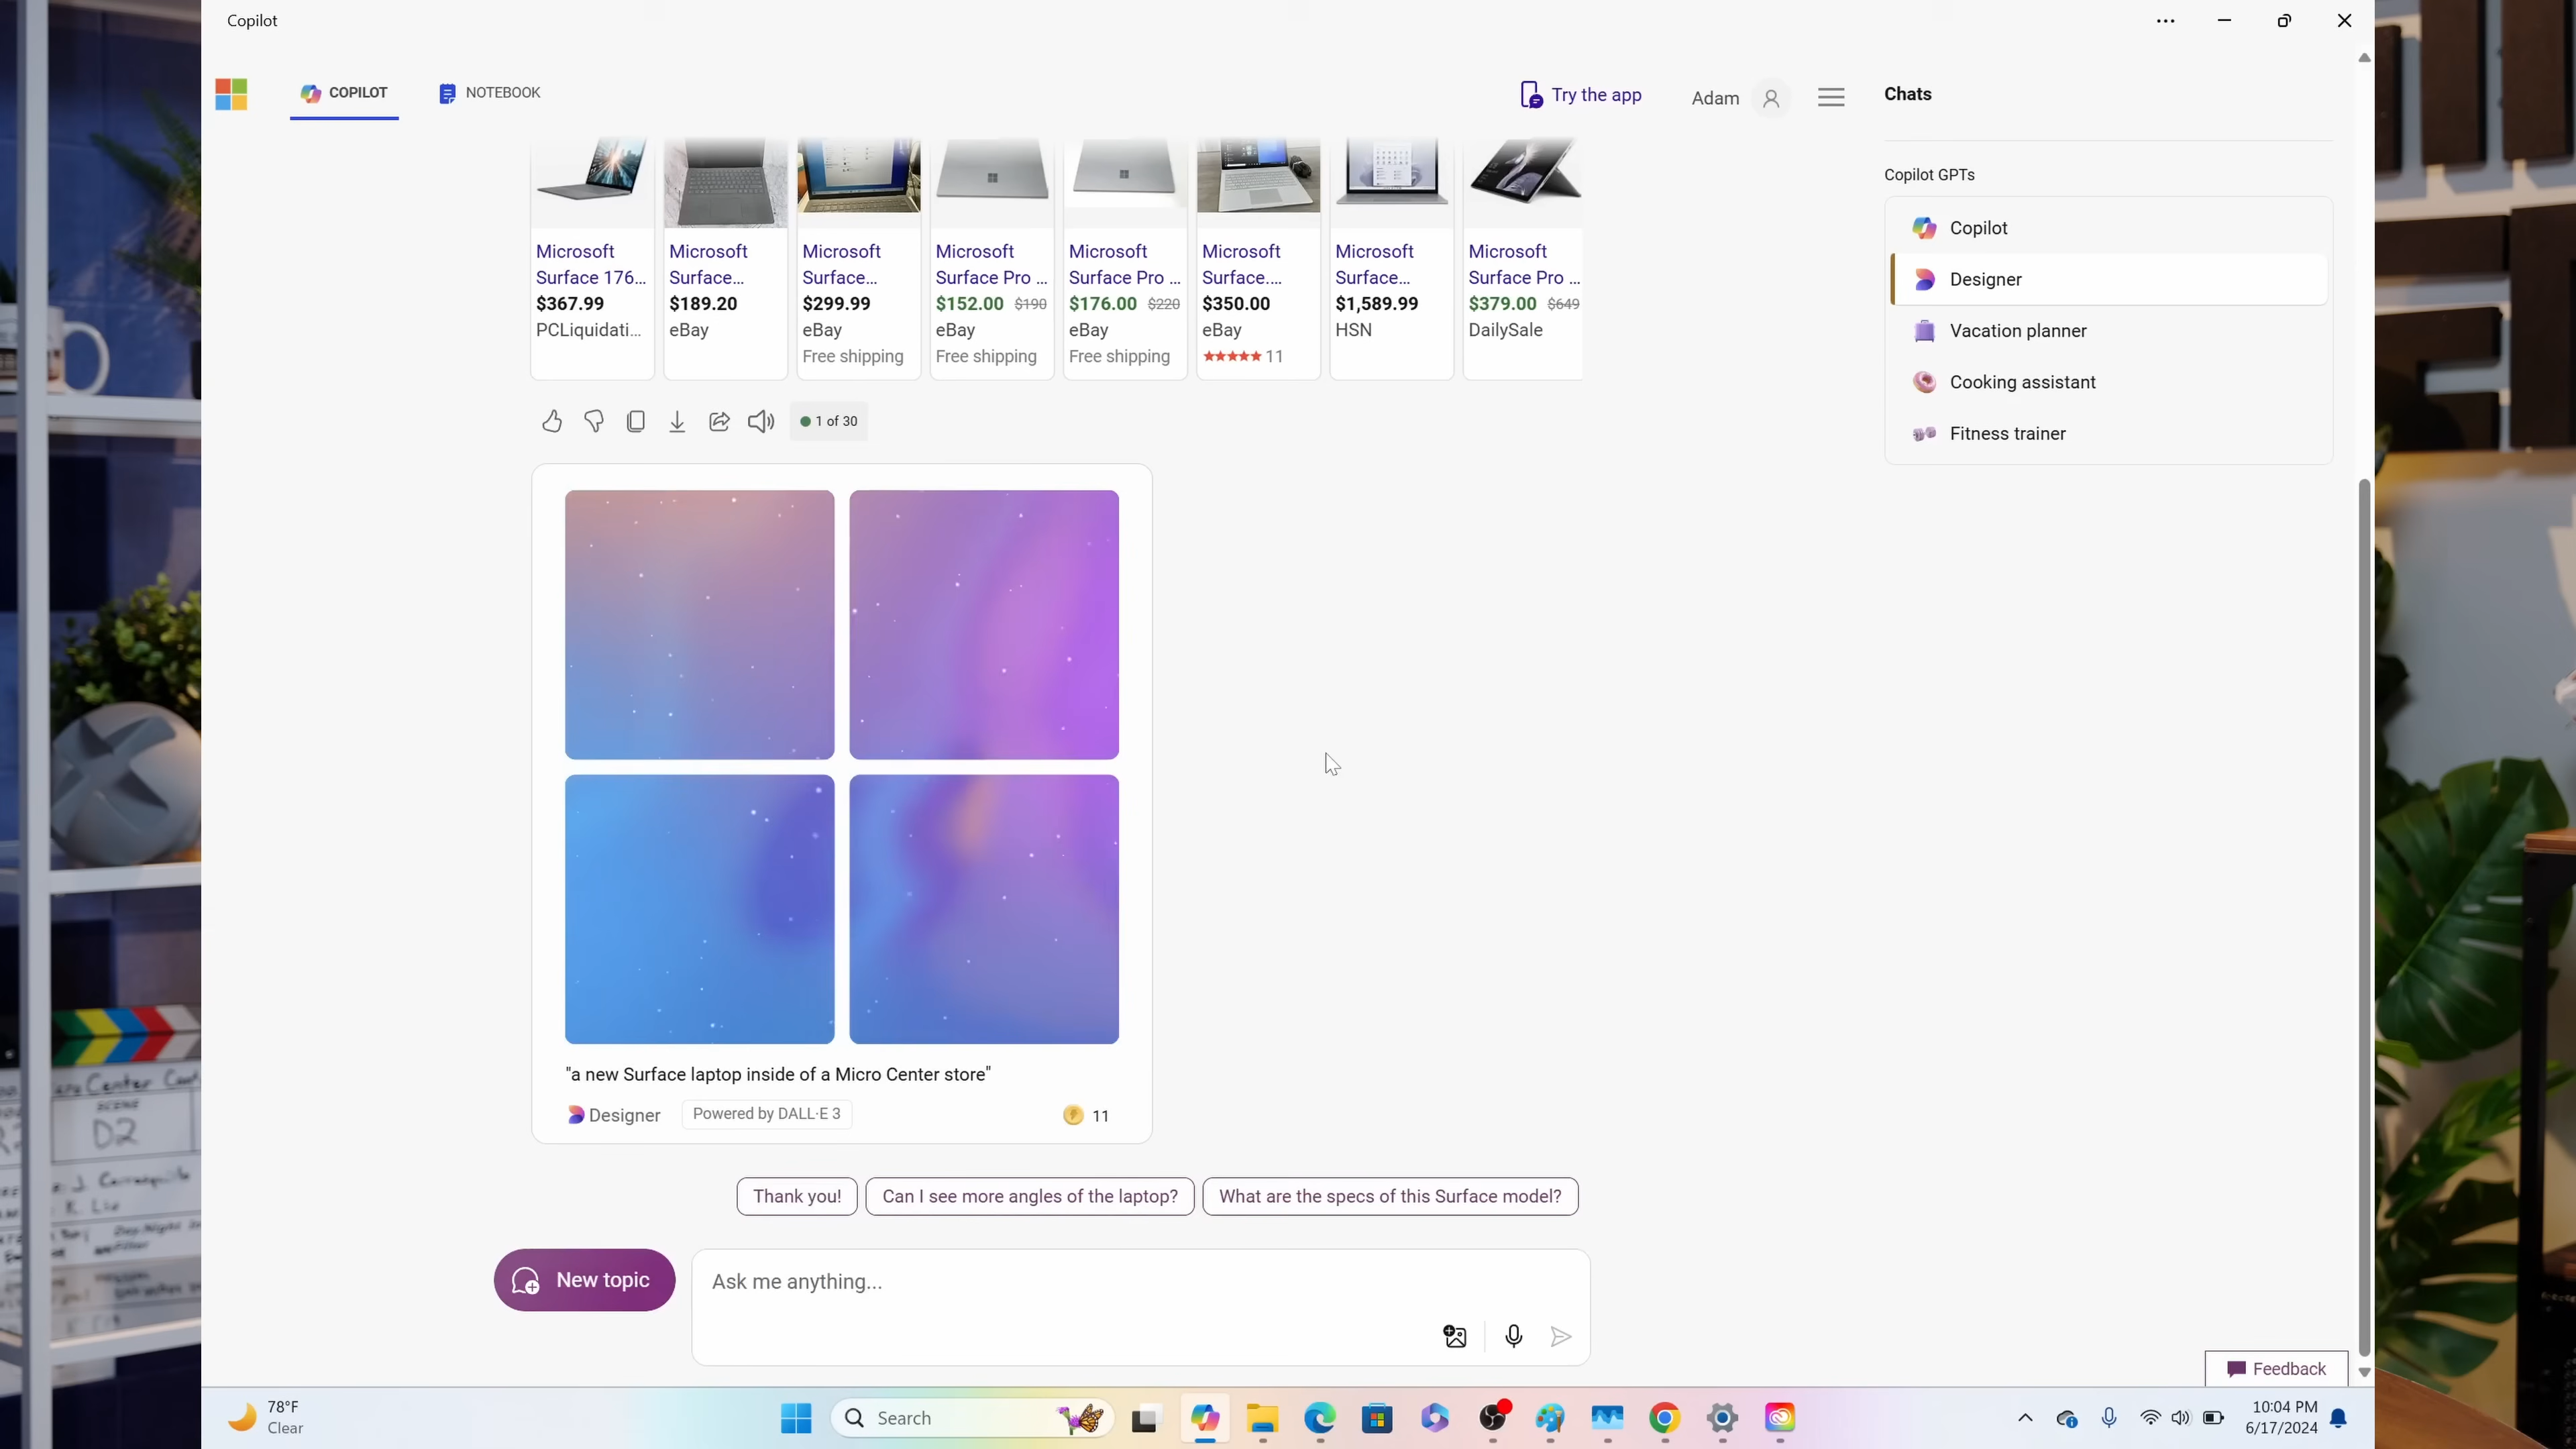 Copilot
COPILOT
NOTEBOOK
Try the app
Adam
Chats
Microsoft
Surface 176...
$367.99
PCLiquidati...
Microsoft
Surface...
$189.20
eBay
Microsoft
Surface...
$299.99
eBay
Free shipping
Microsoft
Surface Pro ...
$152.00 $190
eBay
Free shipping
Microsoft
Surface Pro ...
$176.00 $220
eBay
Free shipping
Microsoft
Surface....
$350.00
eBay
★★★★★ 11
Microsoft
Surface...
$1,589.99
HSN
Microsoft
Surface Pro ...
$379.00 $649
DailySale
1 of 30
Copilot GPTs
Copilot
Designer
Vacation planner
Cooking assistant
Fitness trainer
"a new Surface laptop inside of a Micro Center store"
Designer
Powered by DALL·E 3
11
Thank you!
Can I see more angles of the laptop?
What are the specs of this Surface model?
New topic
Ask me anything...
Feedback
78°F
Clear
Search
10:04 PM
6/17/2024
Center
SCENE
D2